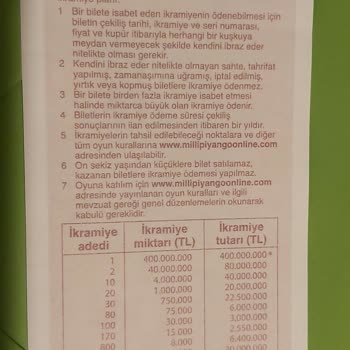 ikramiye planı.
1 Bir bilete isabet eden ikramiyenin ödenebilmesi için
biletin çekiliş tarihi, ikramiye ve seri numarası,
fiyat ve kupür itibarıyla herhangi bir kuşkuya
meydan vermeyecek şekilde kendini ibraz eder
nitelikte olması gerekir.
2 Kendini ibraz eder nitelikte olmayan sahte, tahrifat
yapılmış, zamanaşımına uğramış, iptal edilmiş,
yırtık veya kopmuş biletlere ikramiye ödenmez.
3 Bir bilete birden fazla ikramiye isabet etmesi
halinde miktarca büyük olan ikramiye ödenir.
4 Biletlerin ikramiye ödeme süresi çekiliş
sonuçlarının ilan edilmesinden itibaren bir yıldır.
5 İkramiyelerin tahsil edilebileceği noktalara ve diğer
tüm oyun kurallarına www.millipiyangoonline.com
adresinden ulaşılabilir.
6 On sekiz yaşından küçüklere bilet satılamaz,
kazanan biletlere ikramiye ödemesi yapılmaz.
7 Oyuna katılım için www.millipiyangoonline.com
adresinde yayınlanan oyun kuralları ve ilgili
mevzuat gereği genel düzenlemelerin okunarak
kabulü gereklidir.
İkramiye adedi İkramiye miktarı (TL) İkramiye tutarı (TL)
1 400.000.000 400.000.000*
2 40.000.000 80.000.000
10 4.000.000 40.000.000
20 1.000.000 20.000.000
30 750.000 22.500.000
80 75.000 6.000.000
100 30.000 3.000.000
170 15.000 2.550.000
800 8.000 6.400.000